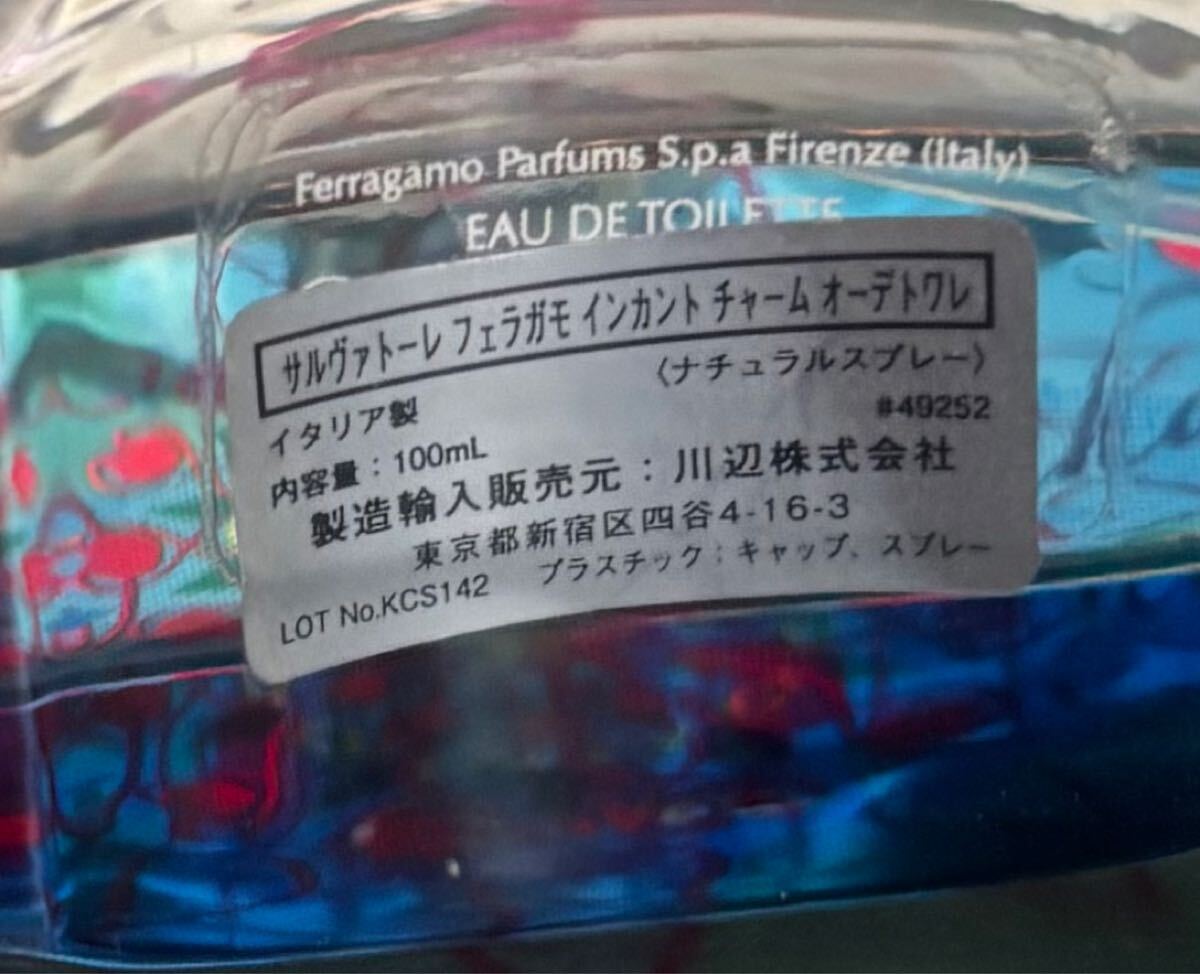 Ferragamo Parfums S.p.a Firenze (Italy)
EAU DE TOILETTE
サルヴァトーレ フェラガモ インカント チャーム オーデトワレ
〈ナチュラルスプレー〉
イタリア製
#49252
内容量：100mL
製造輸入販売元：川辺株式会社
東京都新宿区四谷4-16-3
プラスチック：キャップ、スプレー
LOT No.KCS142